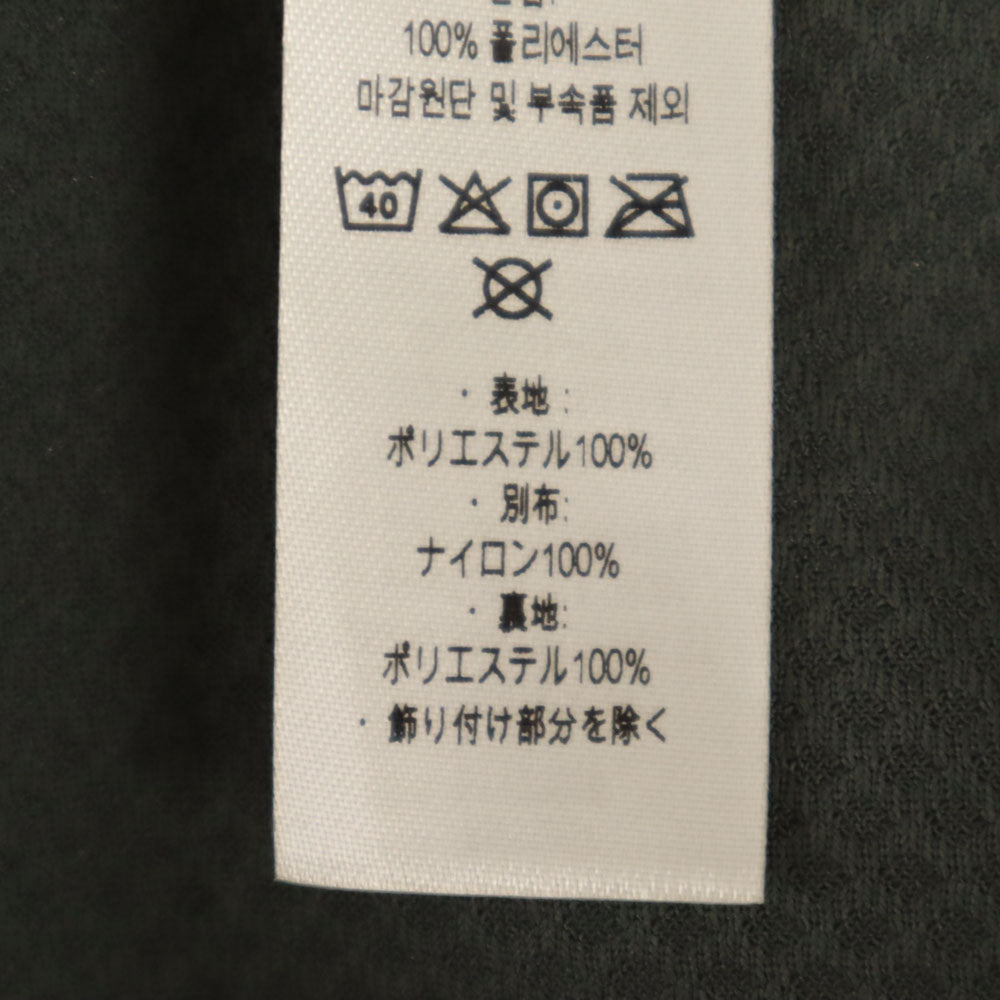 100% 폴리에스터
마감원단 및 부속품 제외
40
· 表地 :
ポリエステル100%
· 別布:
ナイロン100%
· 裏地:
ポリエステル100%
· 飾り付け部分を除く